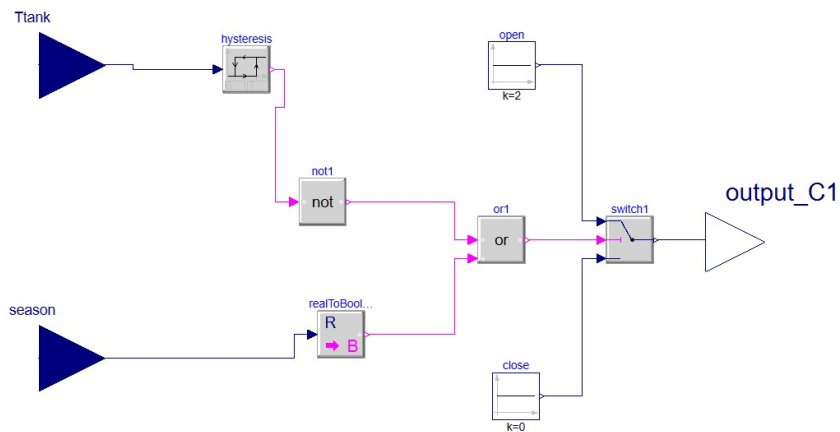 Ttank
hysteresis
open
k=2
not1
not
output_C1
or1
or
switch1
season
realToBool...
R
B
close
k=0